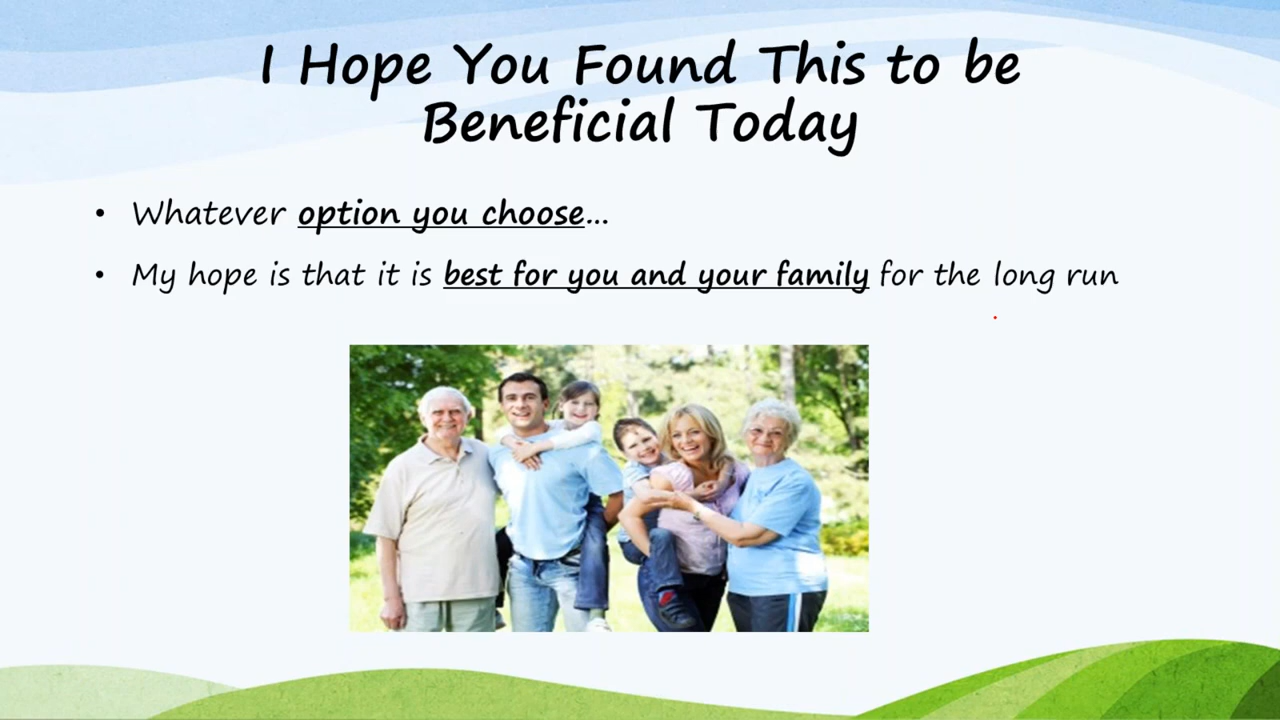 I Hope You Found This to be
Beneficial Today
• Whatever option you choose...
• My hope is that it is best for you and your family for the long run